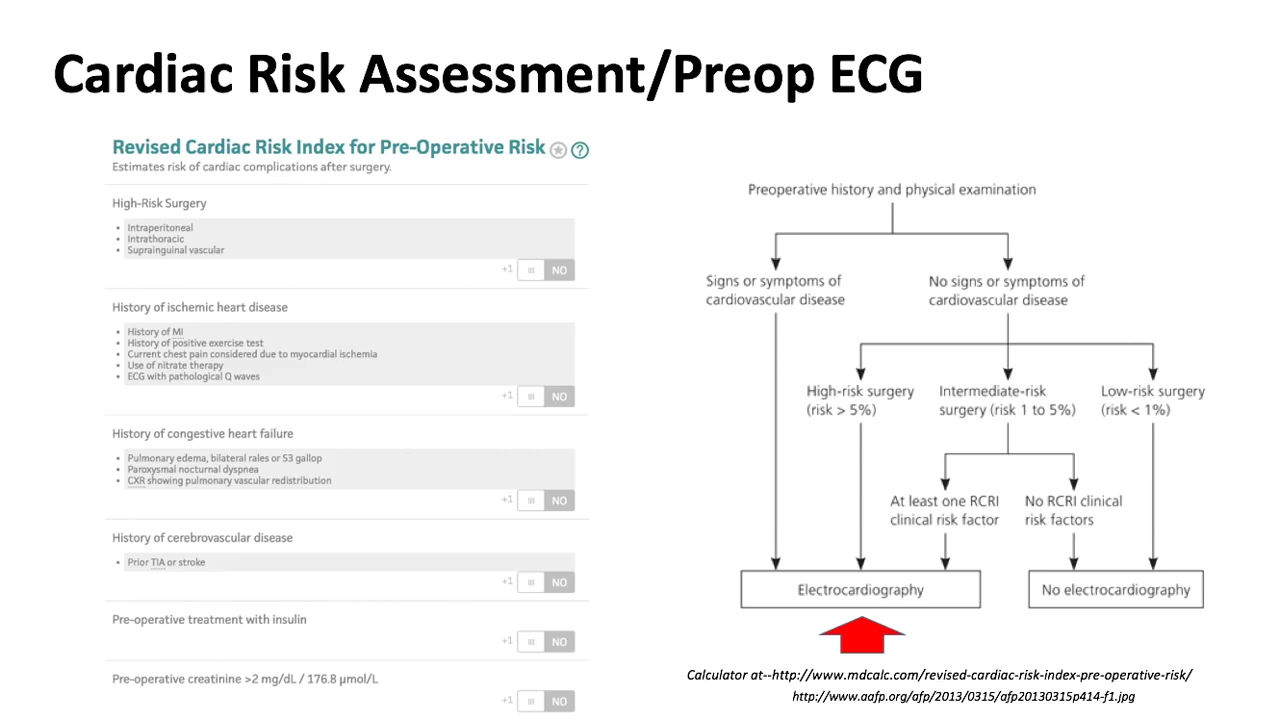 Cardiac Risk Assessment/Preop ECG
Revised Cardiac Risk Index for Pre-Operative Risk
Estimates risk of cardiac complications after surgery.
High-Risk Surgery
• Intraperitoneal
• Intrathoracic
• Suprainguinal vascular
+1 NO
History of ischemic heart disease
• History of MI
• History of positive exercise test
• Current chest pain considered due to myocardial ischemia
• Use of nitrate therapy
• ECG with pathological Q waves
+1 NO
History of congestive heart failure
• Pulmonary edema, bilateral rales or S3 gallop
• Paroxysmal nocturnal dyspnea
• CXR showing pulmonary vascular redistribution
+1 NO
History of cerebrovascular disease
• Prior TIA or stroke
+1 NO
Pre-operative treatment with insulin
+1 NO
Pre-operative creatinine >2 mg/dL / 176.8 µmol/L
+1 NO
Preoperative history and physical examination
Signs or symptoms of
cardiovascular disease
No signs or symptoms of
cardiovascular disease
High-risk surgery
(risk > 5%)
Intermediate-risk
surgery (risk 1 to 5%)
Low-risk surgery
(risk < 1%)
At least one RCRI
clinical risk factor
No RCRI clinical
risk factors
Electrocardiography
No electrocardiography
Calculator at--http://www.mdcalc.com/revised-cardiac-risk-index-pre-operative-risk/
http://www.aafp.org/afp/2013/0315/afp20130315p414-f1.jpg